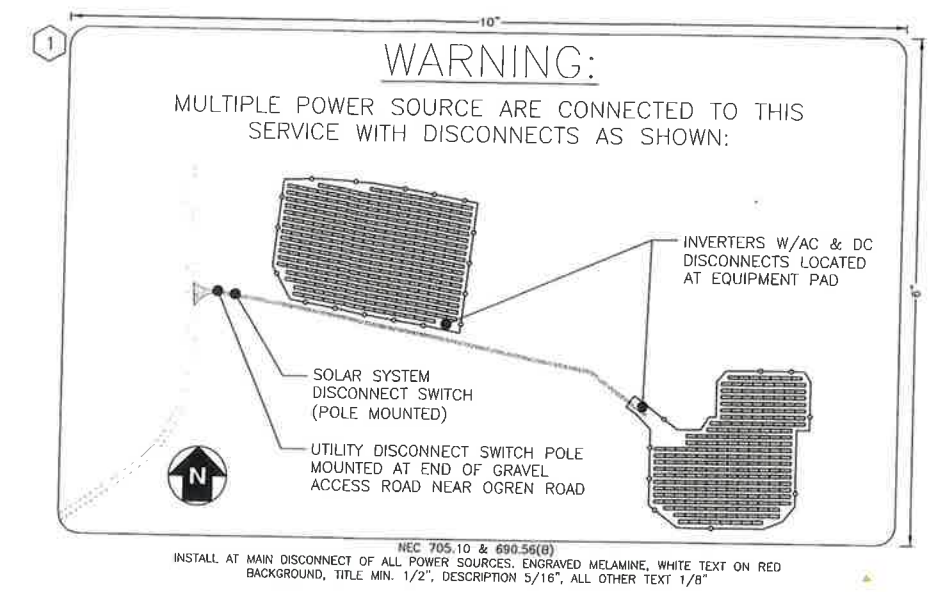 10"
1
WARNING:
MULTIPLE POWER SOURCE ARE CONNECTED TO THIS
SERVICE WITH DISCONNECTS AS SHOWN:
INVERTERS W/AC & DC
DISCONNECTS LOCATED
AT EQUIPMENT PAD
6"
SOLAR SYSTEM
DISCONNECT SWITCH
(POLE MOUNTED)
UTILITY DISCONNECT SWITCH POLE
MOUNTED AT END OF GRAVEL
ACCESS ROAD NEAR OGREN ROAD
N
NEC 705.10 & 690.56(B)
INSTALL AT MAIN DISCONNECT OF ALL POWER SOURCES. ENGRAVED MELAMINE, WHITE TEXT ON RED
BACKGROUND, TITLE MIN. 1/2", DESCRIPTION 5/16", ALL OTHER TEXT 1/8"